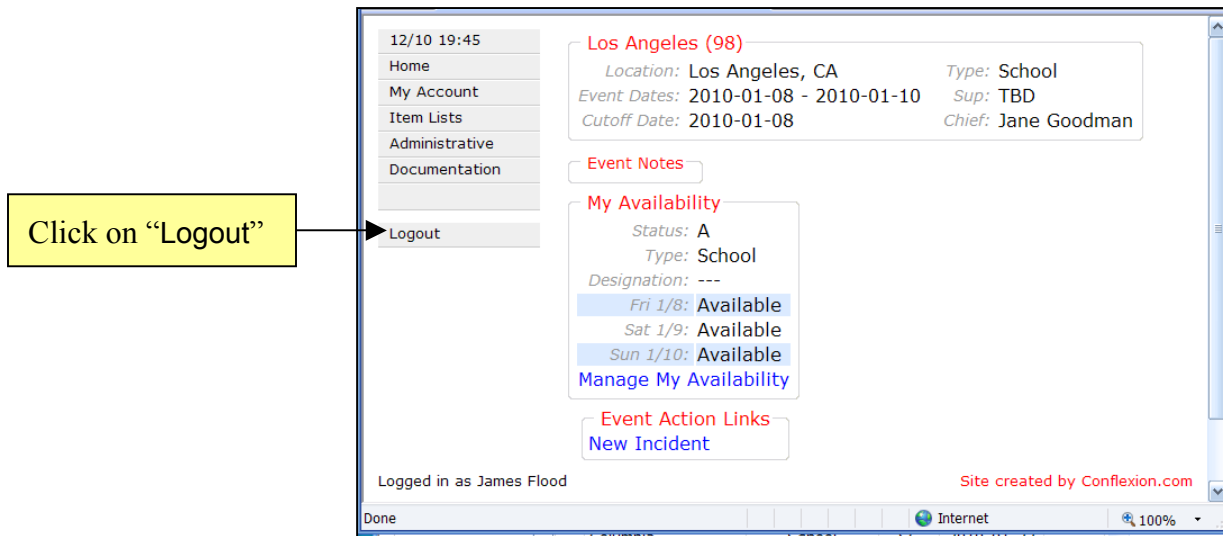 12/10 19:45
Home
My Account
Item Lists
Administrative
Documentation
Logout
Click on “Logout”
Los Angeles (98)
Location: Los Angeles, CA Type: School
Event Dates: 2010-01-08 - 2010-01-10 Sup: TBD
Cutoff Date: 2010-01-08 Chief: Jane Goodman
Event Notes
My Availability
Status: A
Type: School
Designation: ---
Fri 1/8: Available
Sat 1/9: Available
Sun 1/10: Available
Manage My Availability
Event Action Links
New Incident
Logged in as James Flood Site created by Conflexion.com
Done Internet 100%